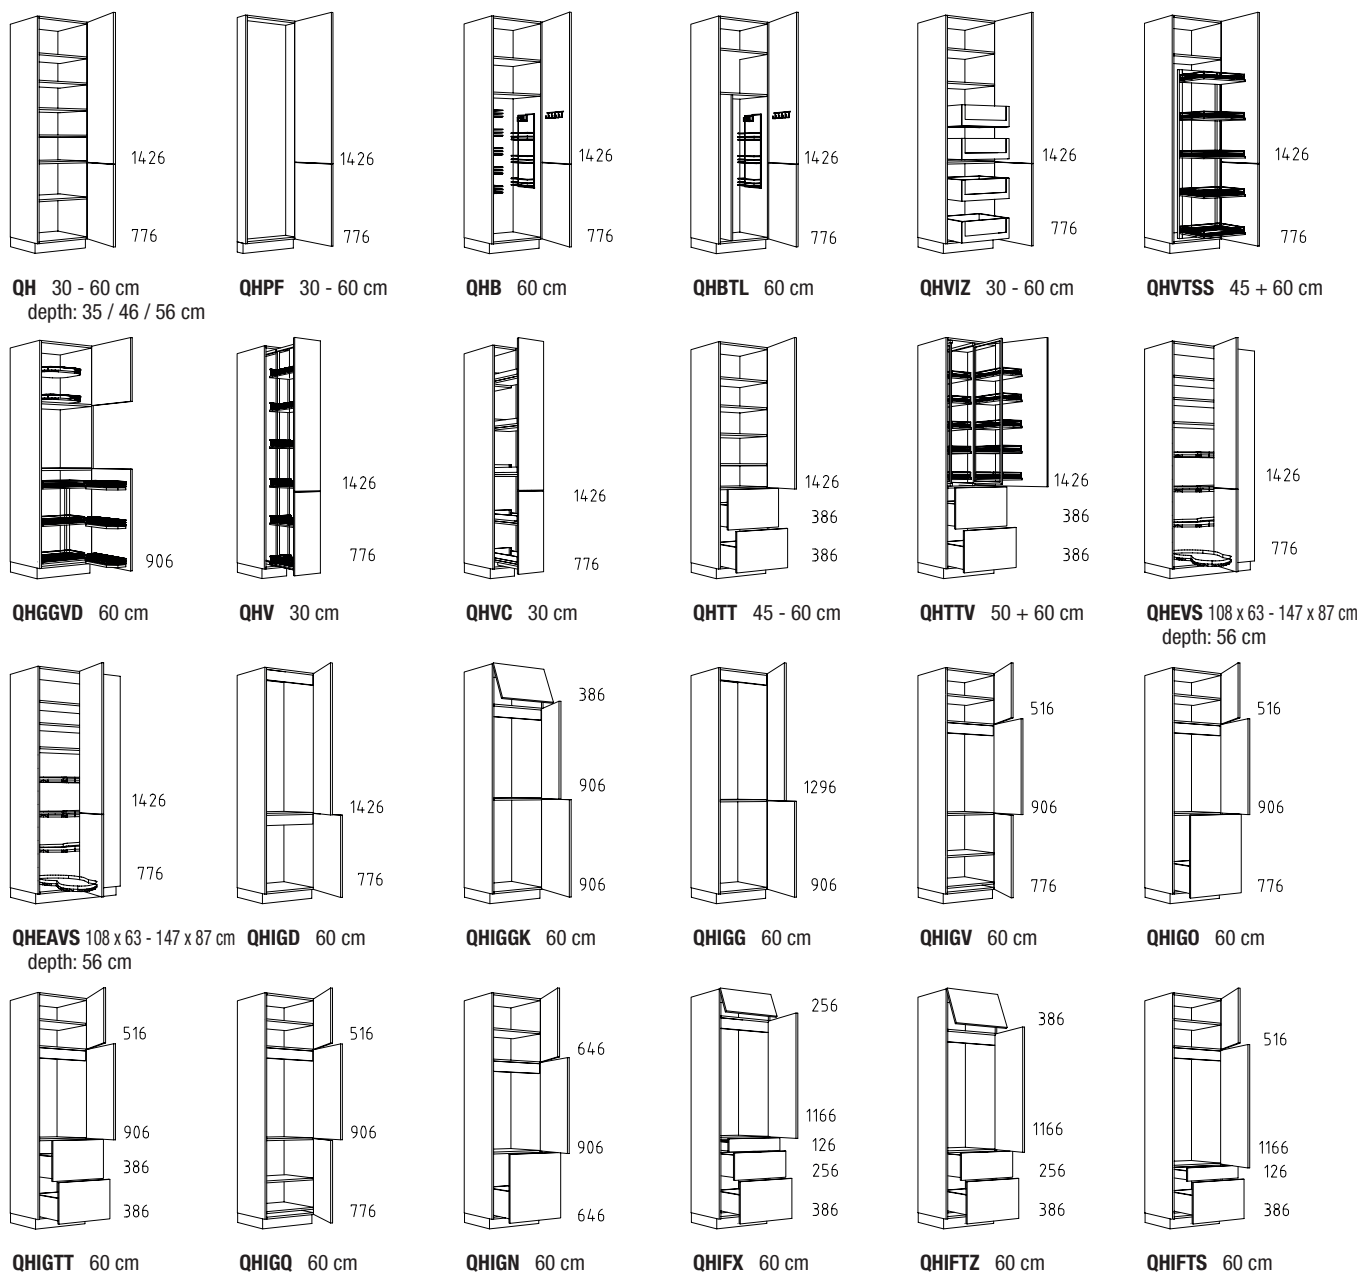 1426
776
QH 30 - 60 cm
depth: 35 / 46 / 56 cm
1426
776
QHPF 30 - 60 cm
1426
776
QHB 60 cm
1426
776
QHBTL 60 cm
1426
776
QHVIZ 30 - 60 cm
1426
776
QHVTSS 45 + 60 cm
906
QHGGVD 60 cm
1426
776
QHV 30 cm
1426
776
QHVC 30 cm
1426
386
386
QHTT 45 - 60 cm
1426
386
386
QHTTV 50 + 60 cm
1426
776
QHEVS 108 x 63 - 147 x 87 cm
depth: 56 cm
1426
776
QHEAVS 108 x 63 - 147 x 87 cm
depth: 56 cm
1426
776
QHIGD 60 cm
386
906
906
QHIGGK 60 cm
1296
906
QHIGG 60 cm
516
906
776
QHIGV 60 cm
516
906
776
QHIGO 60 cm
516
906
386
386
QHIGTT 60 cm
516
906
776
QHIGQ 60 cm
646
906
646
QHIGN 60 cm
256
1166
126
256
386
QHIFX 60 cm
386
1166
256
386
QHIFTZ 60 cm
516
1166
126
386
QHIFTS 60 cm